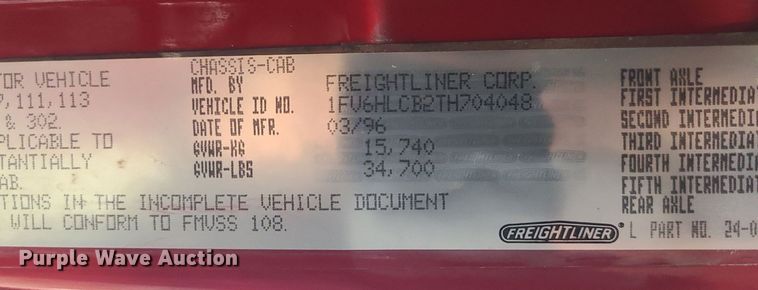 TOR VEHICLE
7, 111, 113
& 302.
PLICABLE TO
TANTIALLY
AB.
TIONS IN THE INCOMPLETE VEHICLE DOCUMENT
WILL CONFORM TO FMVSS 108.
CHASSIS-CAB
MFD. BY FREIGHTLINER CORP.
VEHICLE ID NO. 1FV6HLCB2TH704048
DATE OF MFR. 03/96
GVWR-KG 15,740
GVWR-LBS 34,700
FRONT AXLE
FIRST INTERMEDIAT
SECOND INTERMEDIA
THIRD INTERMEDIAT
FOURTH INTERMEDIA
FIFTH INTERMEDIAT
REAR AXLE
FREIGHTLINER® L PART NO. 24-0
Purple Wave Auction